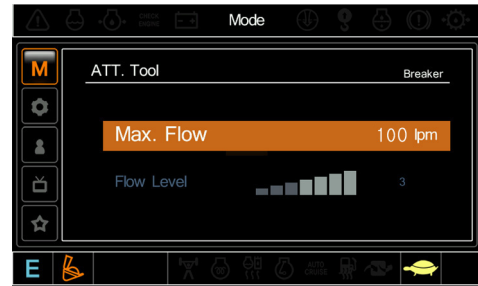 CHECK ENGINE
Mode
M
ATT. Tool
Breaker
Max. Flow
100 lpm
Flow Level
3
E
AUTO CRUISE